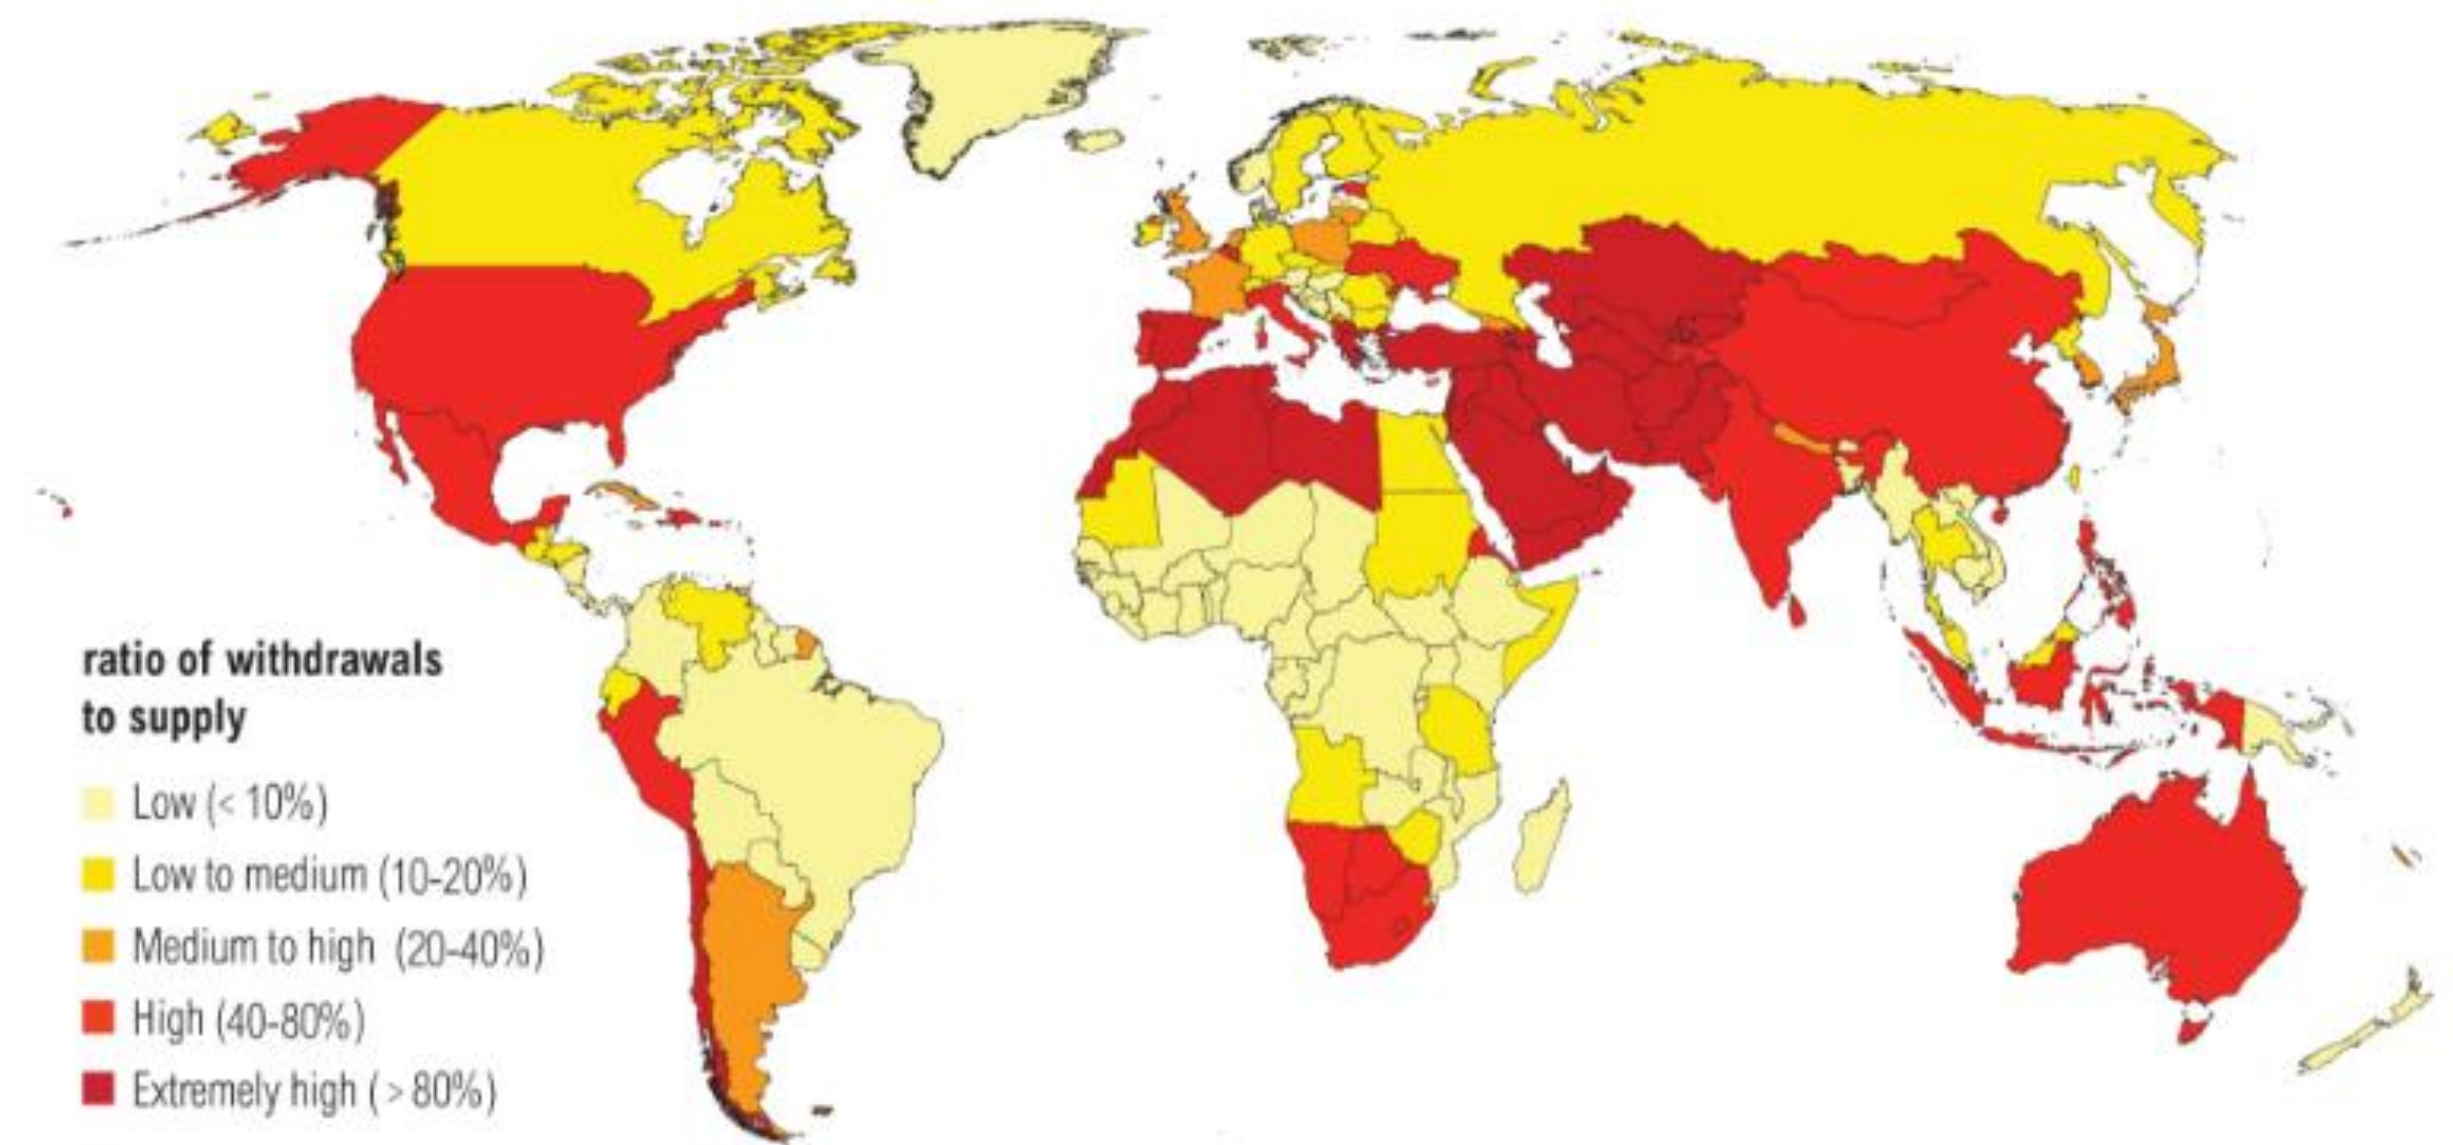 ratio of withdrawals
to supply
Low (< 10%)
Low to medium (10-20%)
Medium to high (20-40%)
High (40-80%)
Extremely high ( > 80%)